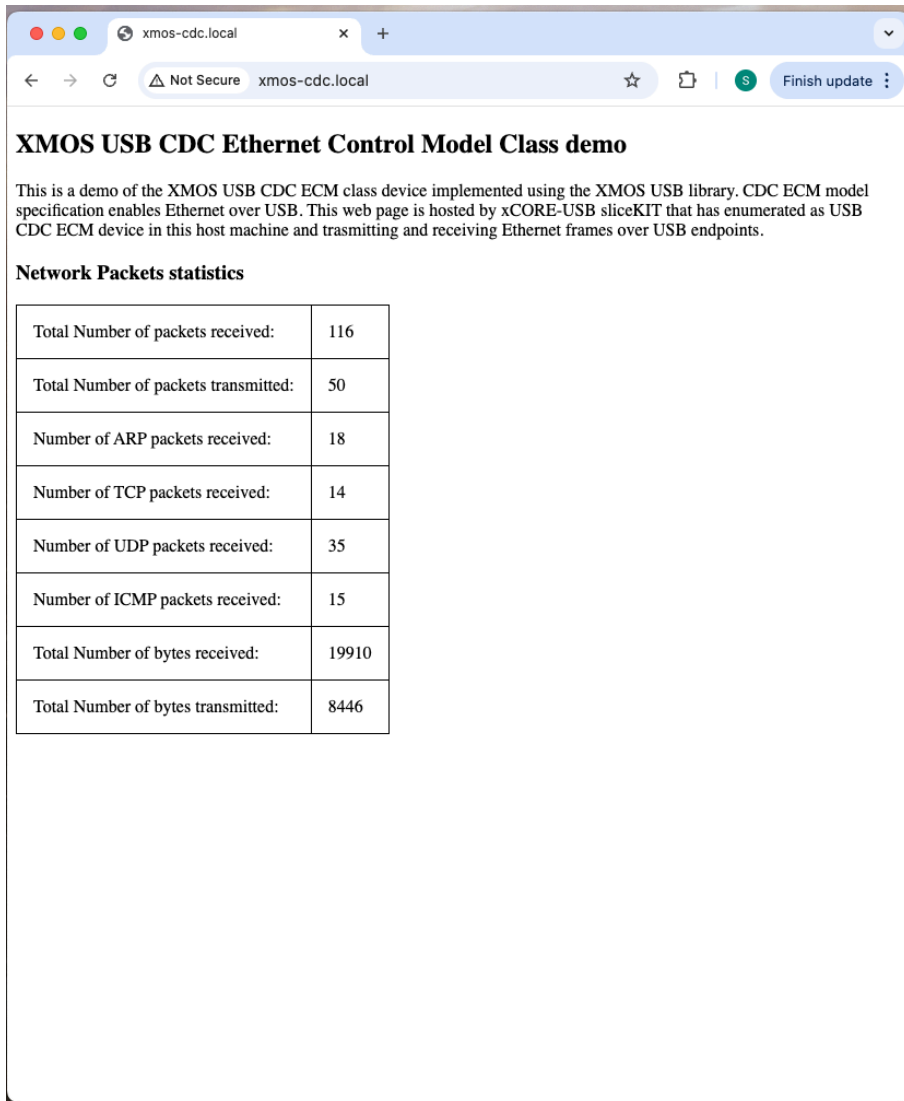 xmos-cdc.local
Not Secure xmos-cdc.local
S
Finish update
XMOS USB CDC Ethernet Control Model Class demo
This is a demo of the XMOS USB CDC ECM class device implemented using the XMOS USB library. CDC ECM model
specification enables Ethernet over USB. This web page is hosted by xCORE-USB sliceKIT that has enumerated as USB
CDC ECM device in this host machine and trasmitting and receiving Ethernet frames over USB endpoints.
Network Packets statistics
Total Number of packets received: 116
Total Number of packets transmitted: 50
Number of ARP packets received: 18
Number of TCP packets received: 14
Number of UDP packets received: 35
Number of ICMP packets received: 15
Total Number of bytes received: 19910
Total Number of bytes transmitted: 8446